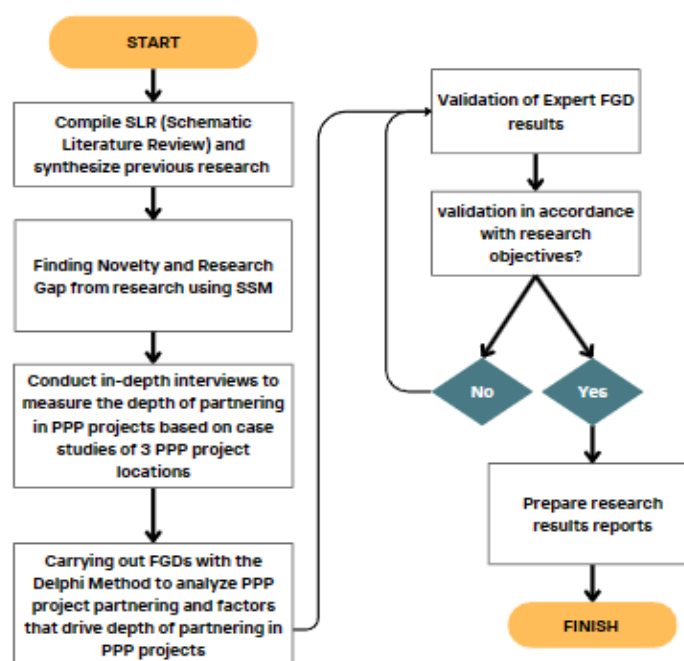 START
Compile SLR (Schematic
Literature Review) and
synthesize previous research
Finding Novelty and Research
Gap from research using SSM
Conduct in-depth interviews to
measure the depth of partnering
in PPP projects based on case
studies of 3 PPP project
locations
Carrying out FGDs with the
Delphi Method to analyze PPP
project partnering and factors
that drive depth of partnering in
PPP projects
Validation of Expert FGD
results
validation in accordance
with research
objectives?
No
Yes
Prepare research
results reports
FINISH